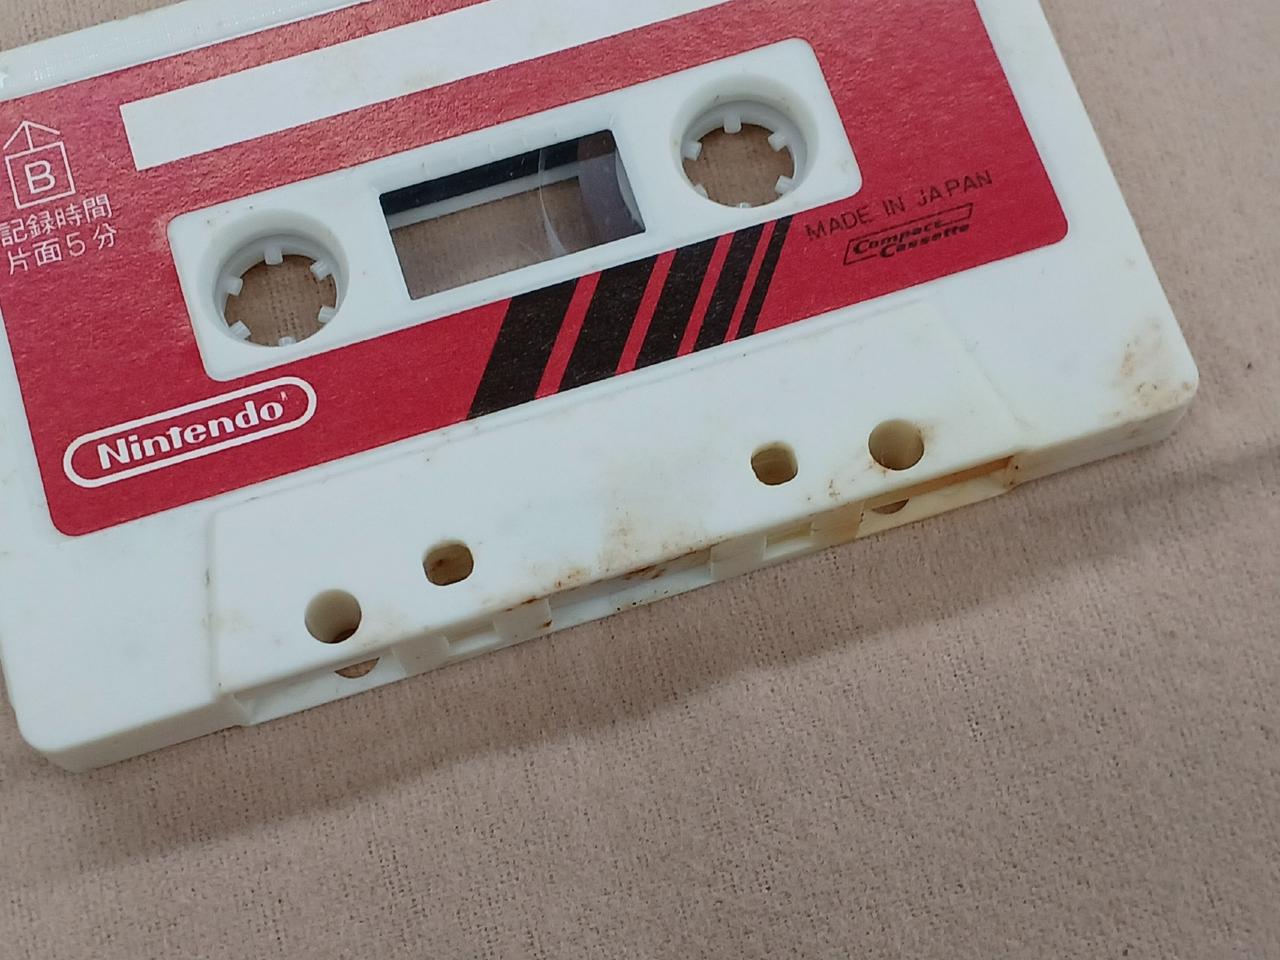 B
記録時間
片面5分
MADE IN JAPAN
Compact
Cassette
Nintendo